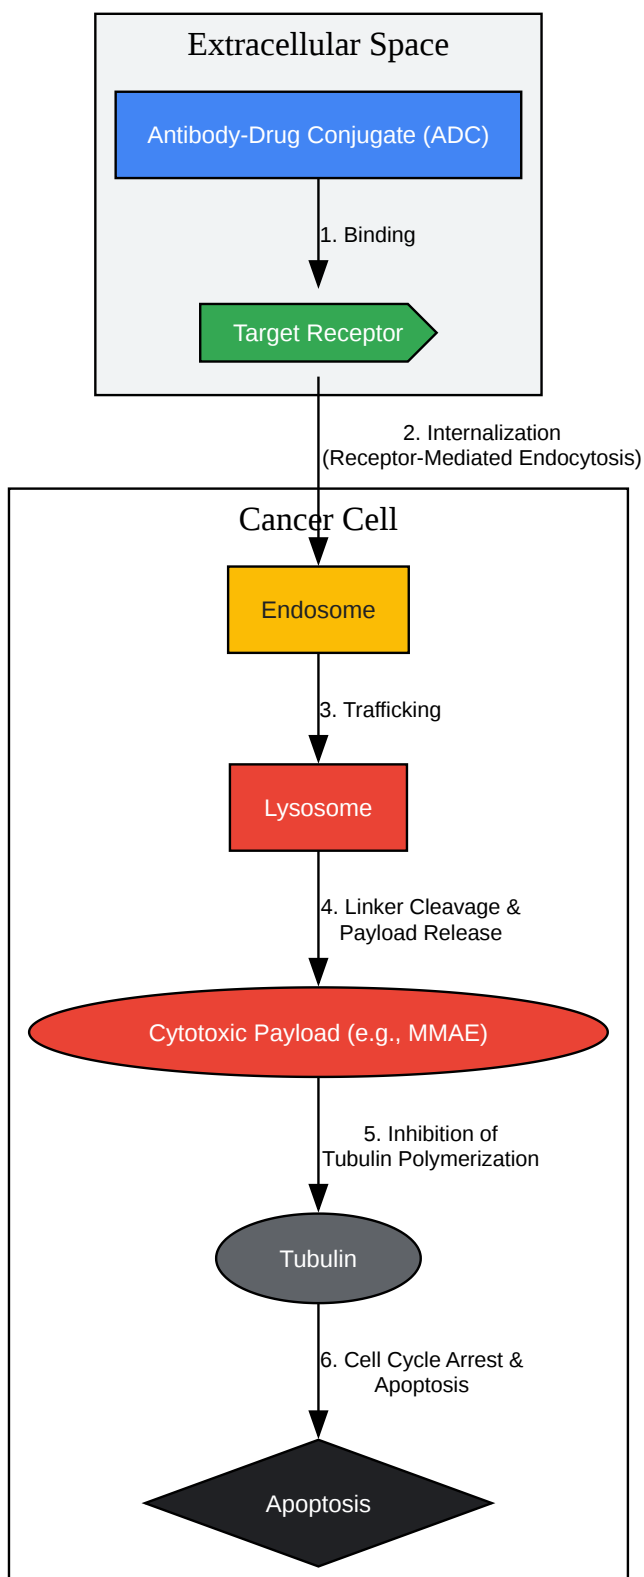 Extracellular Space
Antibody-Drug Conjugate (ADC)
1. Binding
Target Receptor
2. Internalization
(Receptor-Mediated Endocytosis)
Cancer Cell
Endosome
3. Trafficking
Lysosome
4. Linker Cleavage &
Payload Release
Cytotoxic Payload (e.g., MMAE)
5. Inhibition of
Tubulin Polymerization
Tubulin
6. Cell Cycle Arrest &
Apoptosis
Apoptosis